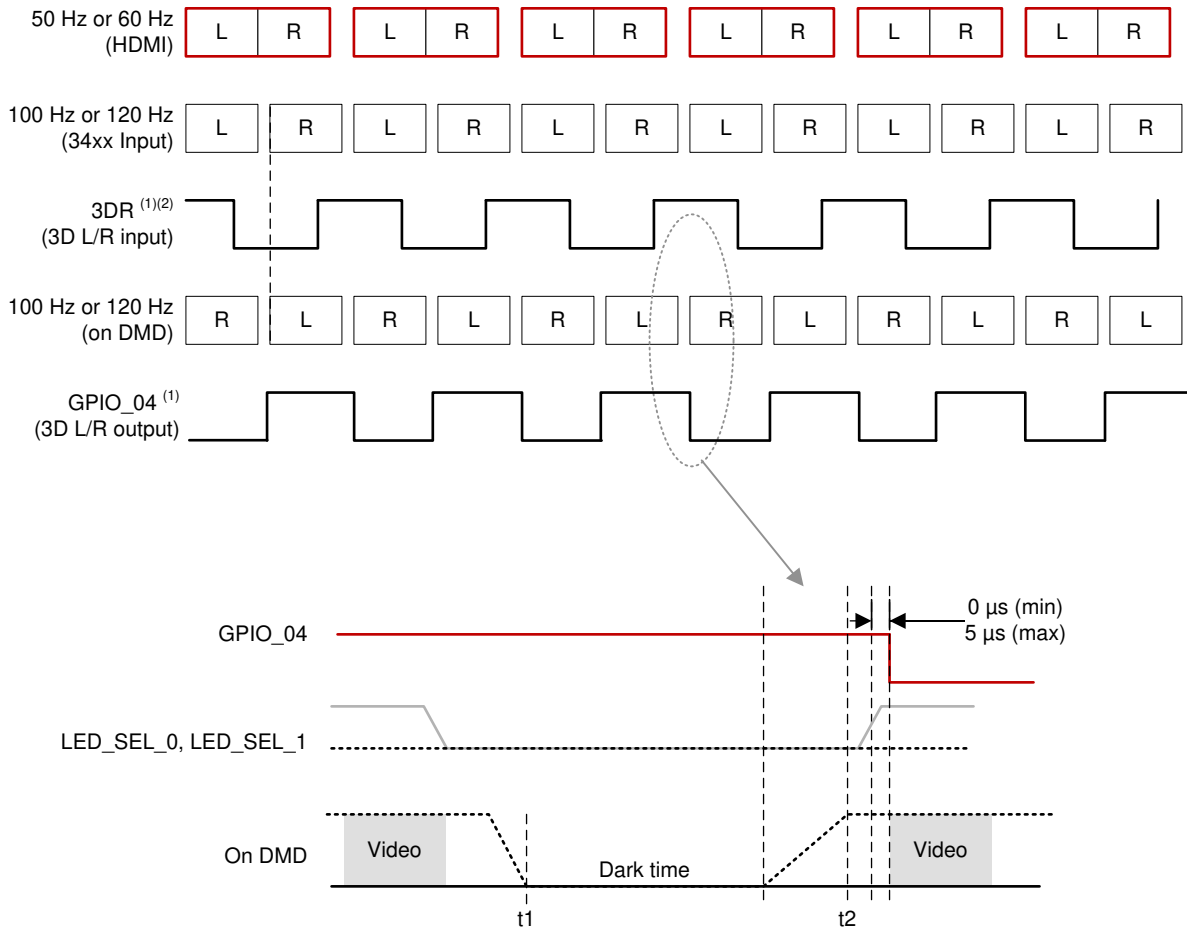 50 Hz or 60 Hz
(HDMI)
L R L R L R L R L R L R
100 Hz or 120 Hz
(34xx Input)
L R L R L R L R L R L R
3DR (1)(2)
(3D L/R input)
100 Hz or 120 Hz
(on DMD)
R L R L R L R L R L R L
GPIO_04 (1)
(3D L/R output)
0 µs (min)
5 µs (max)
GPIO_04
LED_SEL_0, LED_SEL_1
On DMD
Video
Dark time
Video
t1
t2